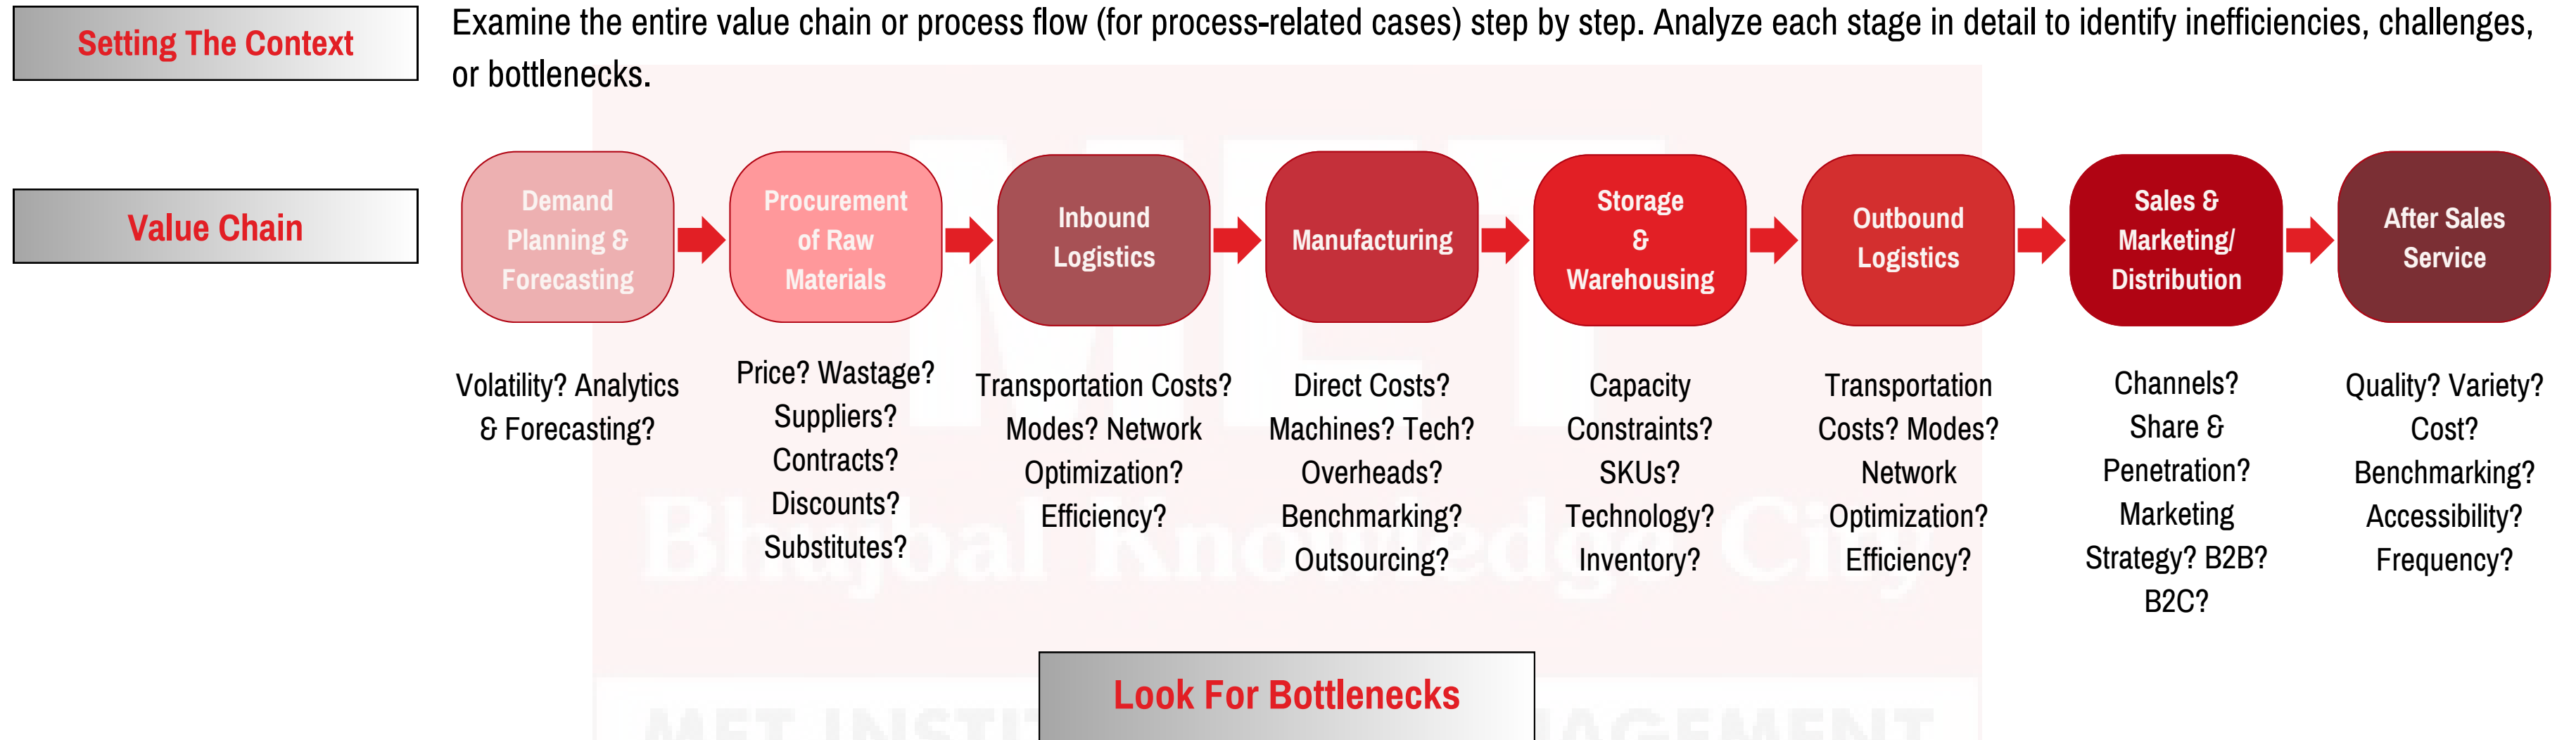 Setting The Context
Examine the entire value chain or process flow (for process-related cases) step by step. Analyze each stage in detail to identify inefficiencies, challenges,
or bottlenecks.
Value Chain
Demand
Planning &
Forecasting
Procurement
of Raw
Materials
Inbound
Logistics
Manufacturing
Storage
&
Warehousing
Outbound
Logistics
Sales &
Marketing/
Distribution
After Sales
Service
Volatility? Analytics
& Forecasting?
Price? Wastage?
Suppliers?
Contracts?
Discounts?
Substitutes?
Transportation Costs?
Modes? Network
Optimization?
Efficiency?
Direct Costs?
Machines? Tech?
Overheads?
Benchmarking?
Outsourcing?
Capacity
Constraints?
SKUs?
Technology?
Inventory?
Transportation
Costs? Modes?
Network
Optimization?
Efficiency?
Channels?
Share &
Penetration?
Marketing
Strategy? B2B?
B2C?
Quality? Variety?
Cost?
Benchmarking?
Accessibility?
Frequency?
Look For Bottlenecks
MET
Bhujbal Knowledge City
MET